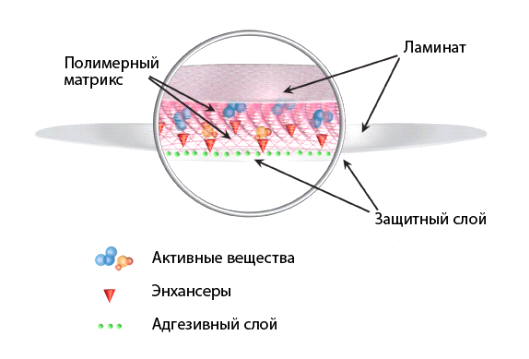 Ламинат
Полимерный
матрикс
Защитный слой
Активные вещества
Энхансеры
Адгезивный слой